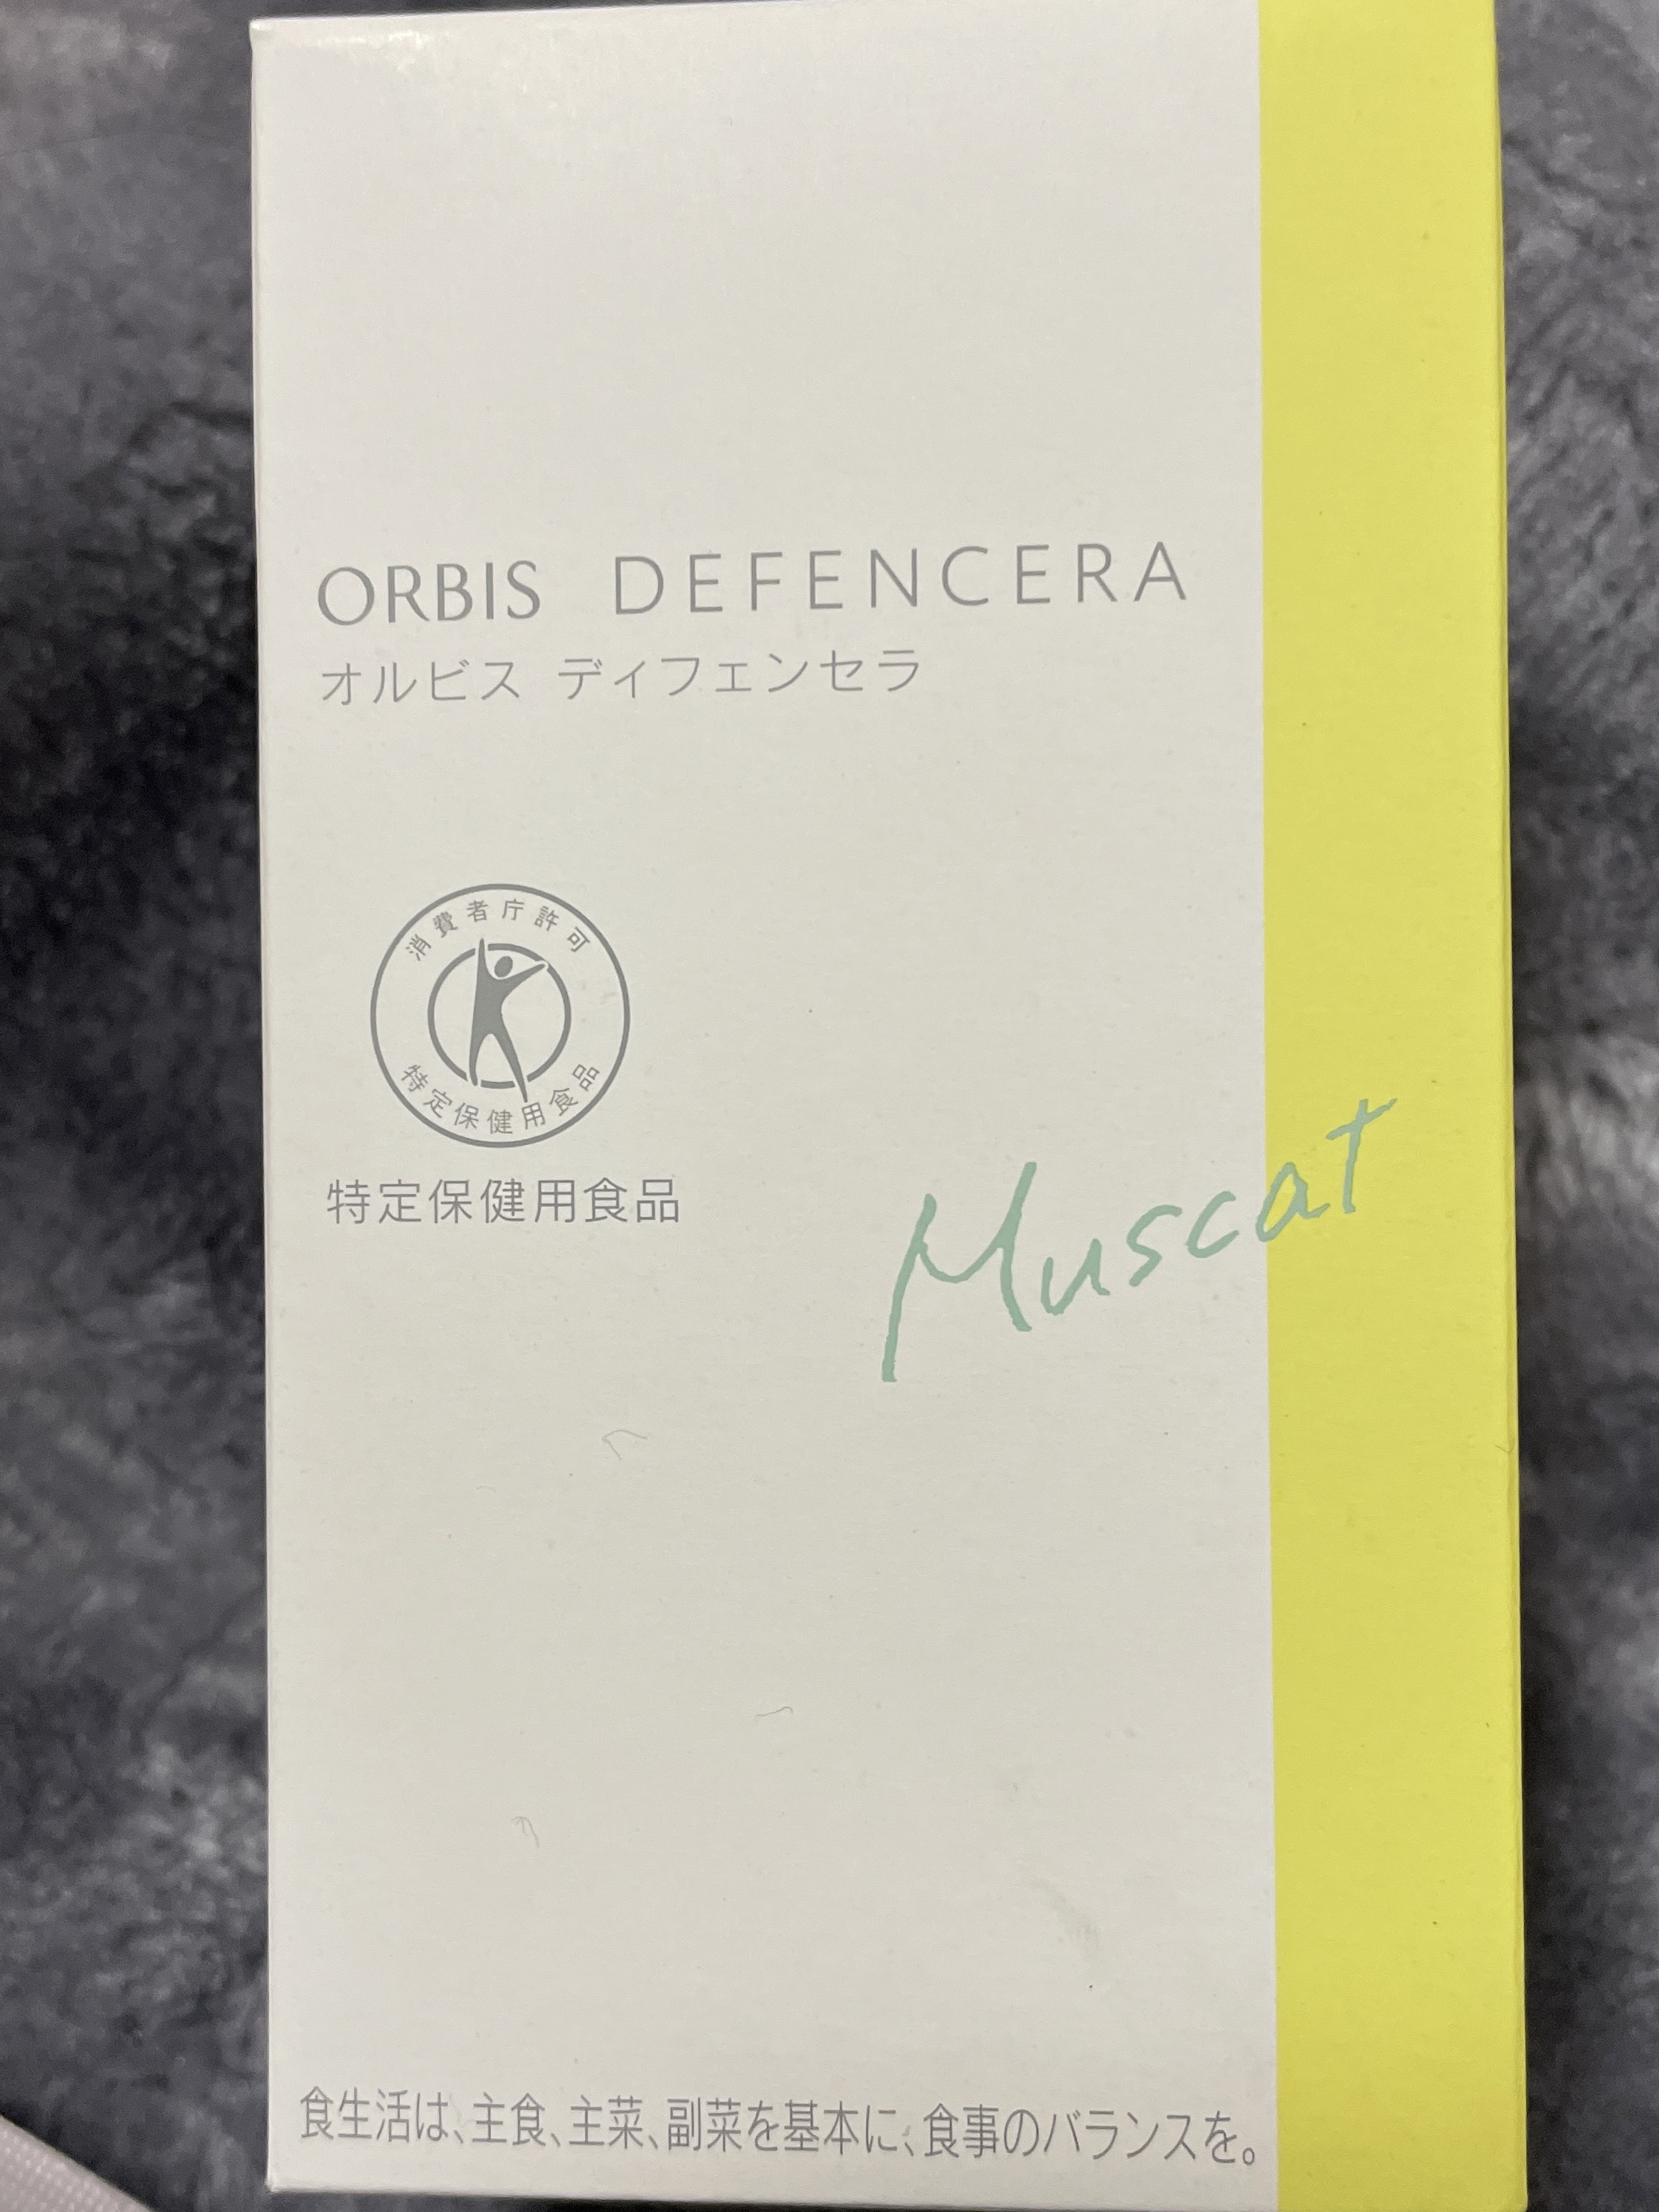 ORBIS DEFENCERA
オルビス ディフェンセラ
消費者庁許可
特定保健用食品
特定保健用食品
Muscat
食生活は、主食、主菜、副菜を基本に、食事のバランスを。